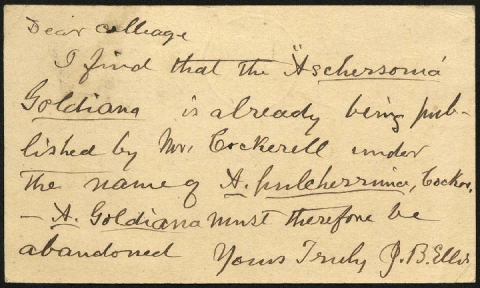 Dear colleage
I find that the "Aschersonia
Goldiana is already being pub-
lished by Mr. Cockerell under
the name of A. pulcherrima, Cocker.
— A. Goldiana must therefore be
abandoned Yours Truly J.B. Ellis